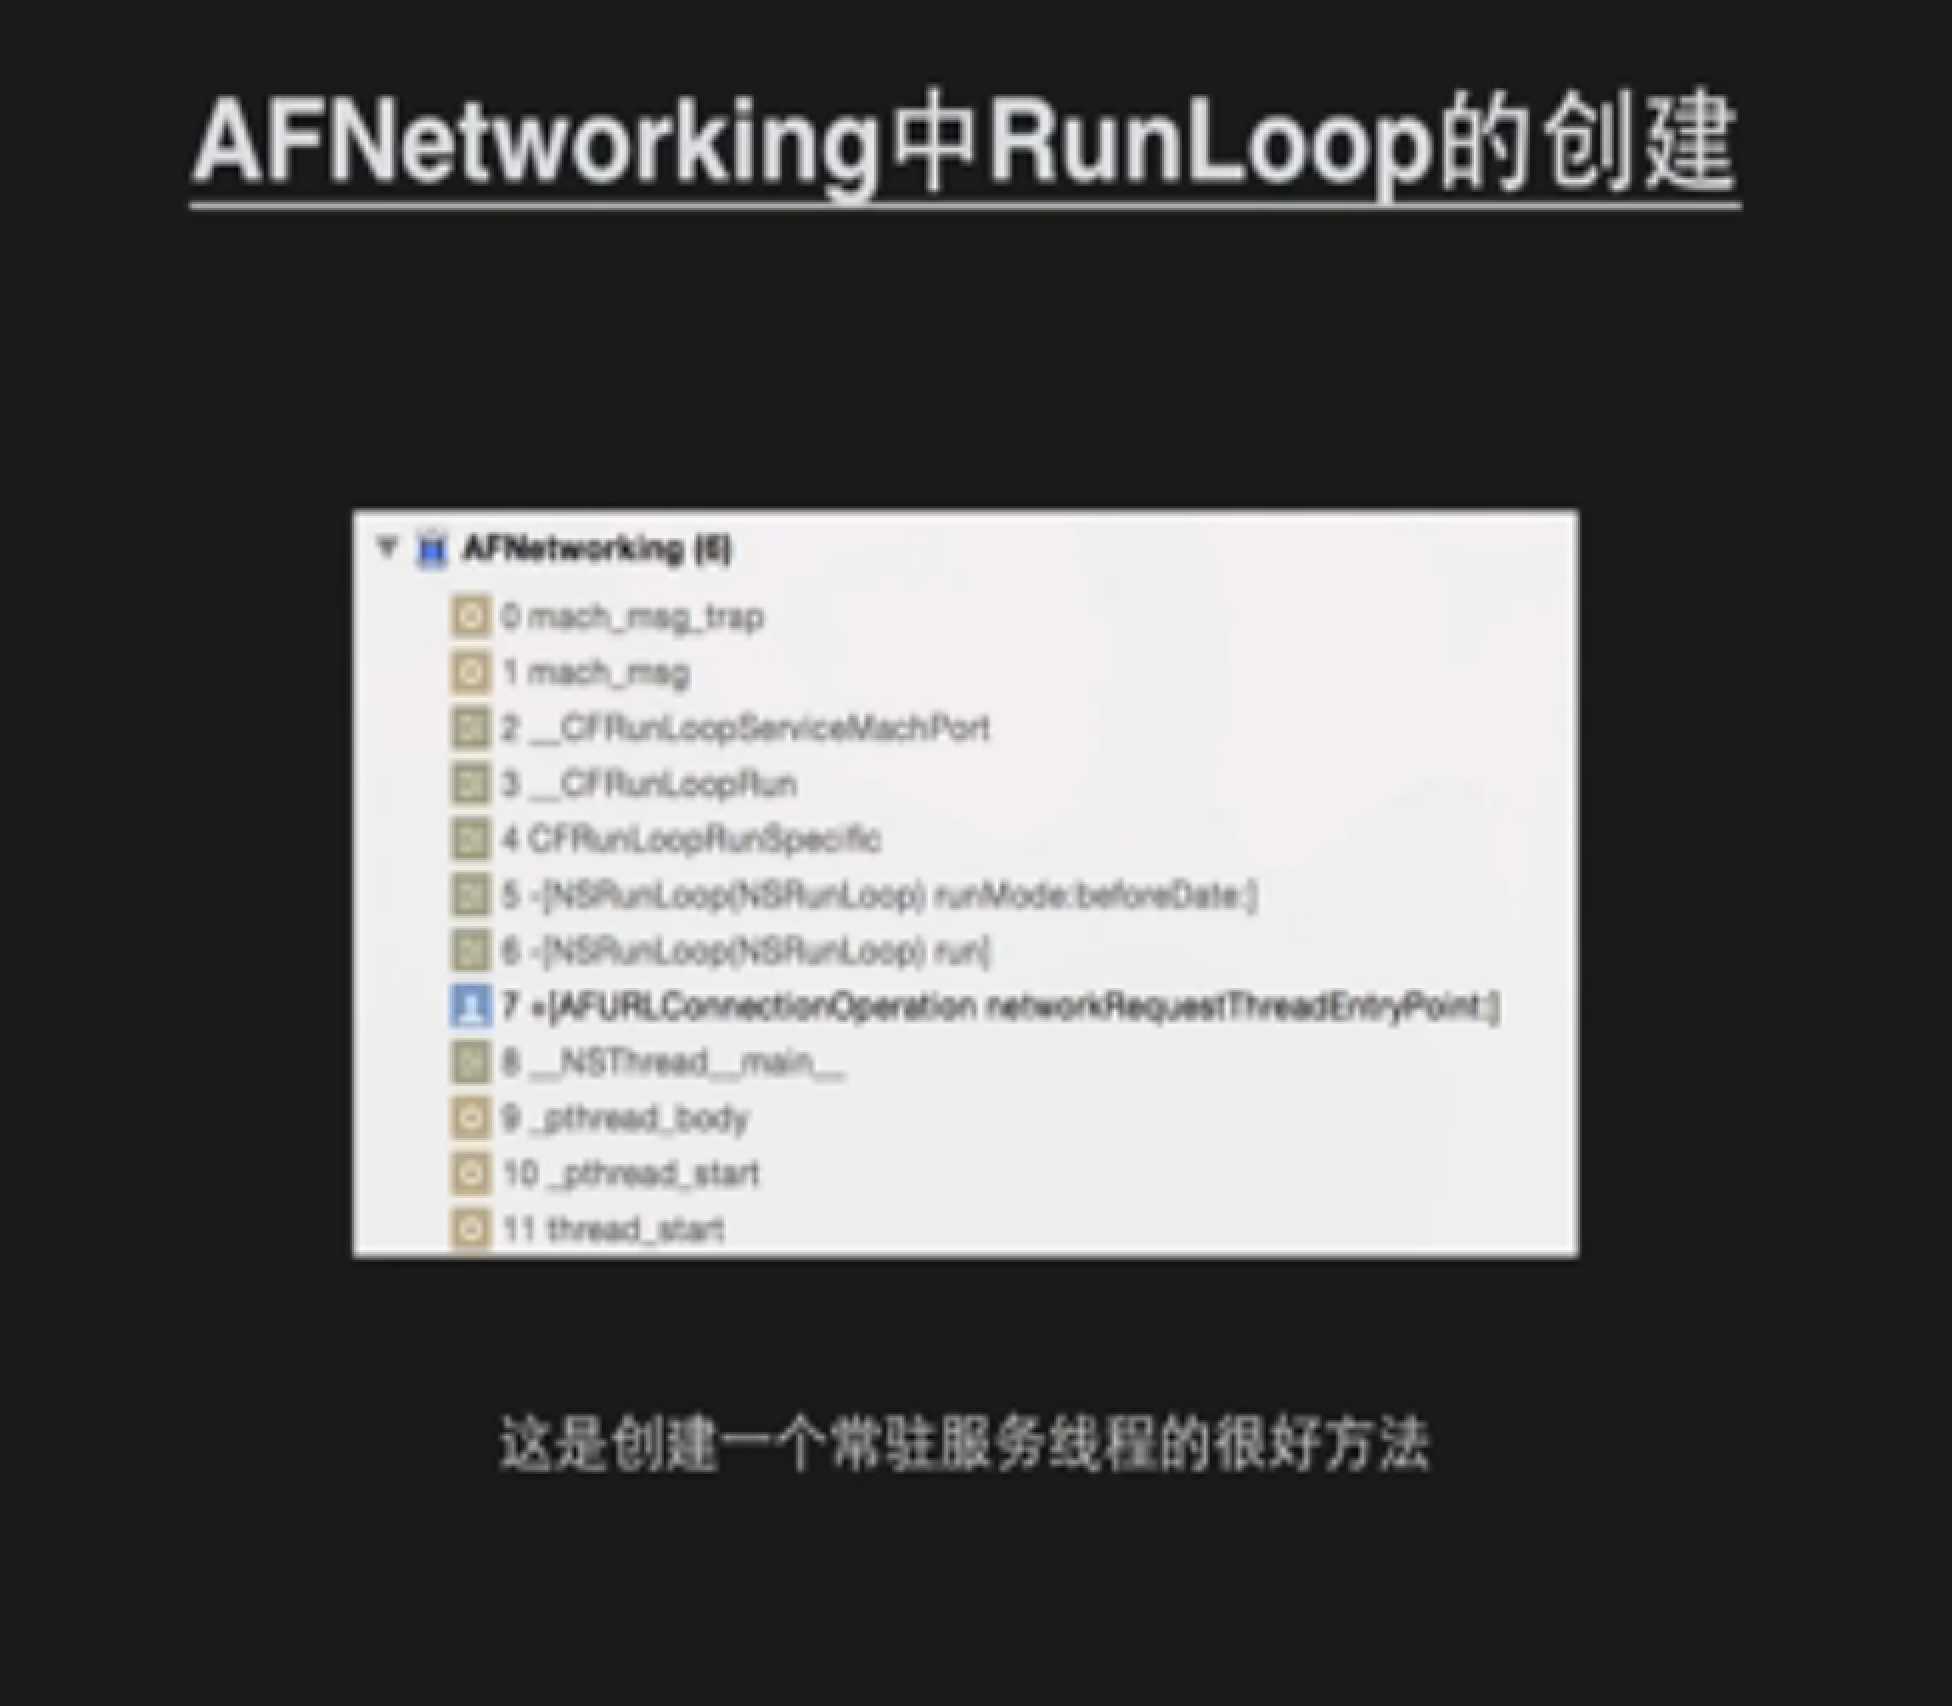 AFNetworking中RunLoop的创建
AFNetworking (6)
0 mach_msg_trap
1 mach_msg
2 __CFRunLoopServiceMachPort
3 __CFRunLoopRun
4 CFRunLoopRunSpecific
5 -[NSRunLoop(NSRunLoop) runMode:beforeDate:]
6 -[NSRunLoop(NSRunLoop) run]
7 +[AFURLConnectionOperation networkRequestThreadEntryPoint:]
8 __NSThread__main__
9 _pthread_body
10 _pthread_start
11 thread_start
这是创建一个常驻服务线程的很好方法